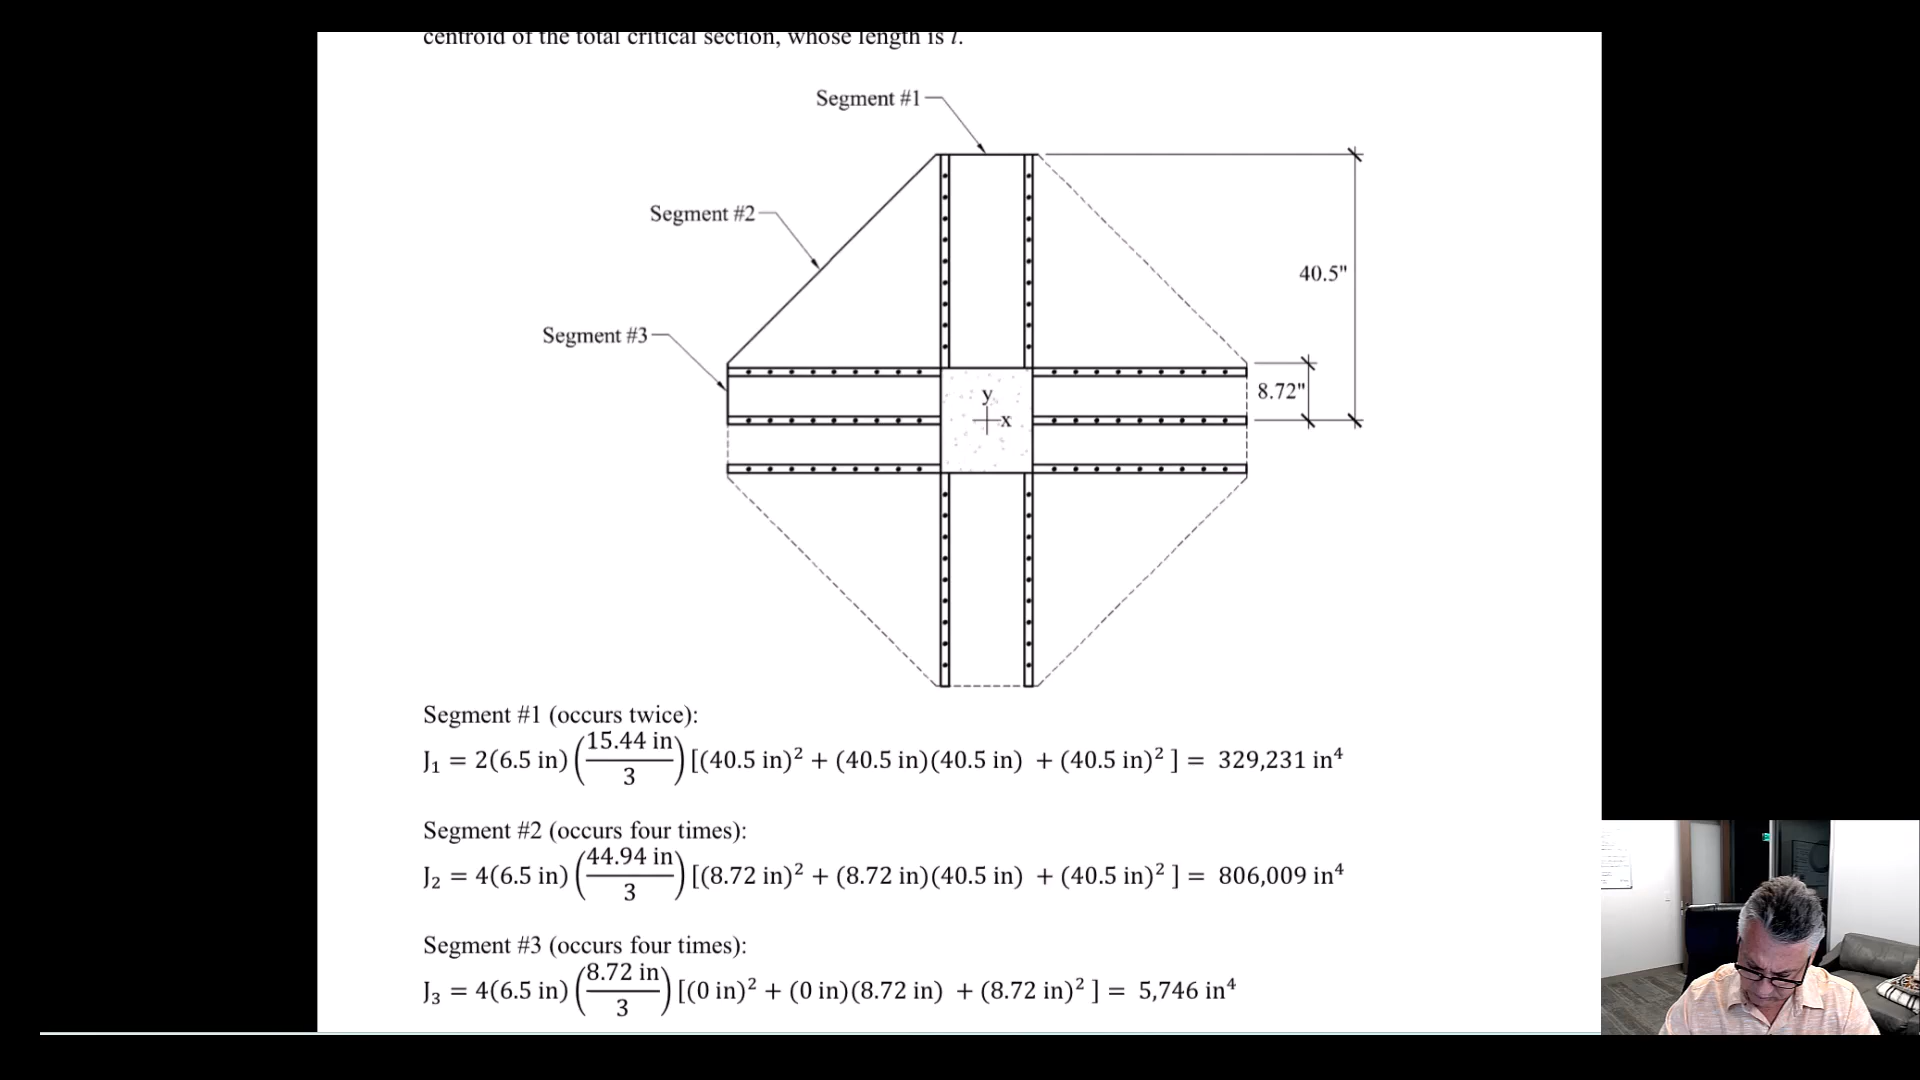 centroid of the total critical section, whose length is l.
Segment #1
Segment #2
40.5"
Segment #3
8.72"
y
x
Segment #1 (occurs twice):
J₁ = 2(6.5 in) (15.44 in / 3) [(40.5 in)² + (40.5 in)(40.5 in) + (40.5 in)² ] = 329,231 in⁴
Segment #2 (occurs four times):
J₂ = 4(6.5 in) (44.94 in / 3) [(8.72 in)² + (8.72 in)(40.5 in) + (40.5 in)² ] = 806,009 in⁴
Segment #3 (occurs four times):
J₃ = 4(6.5 in) (8.72 in / 3) [(0 in)² + (0 in)(8.72 in) + (8.72 in)² ] = 5,746 in⁴